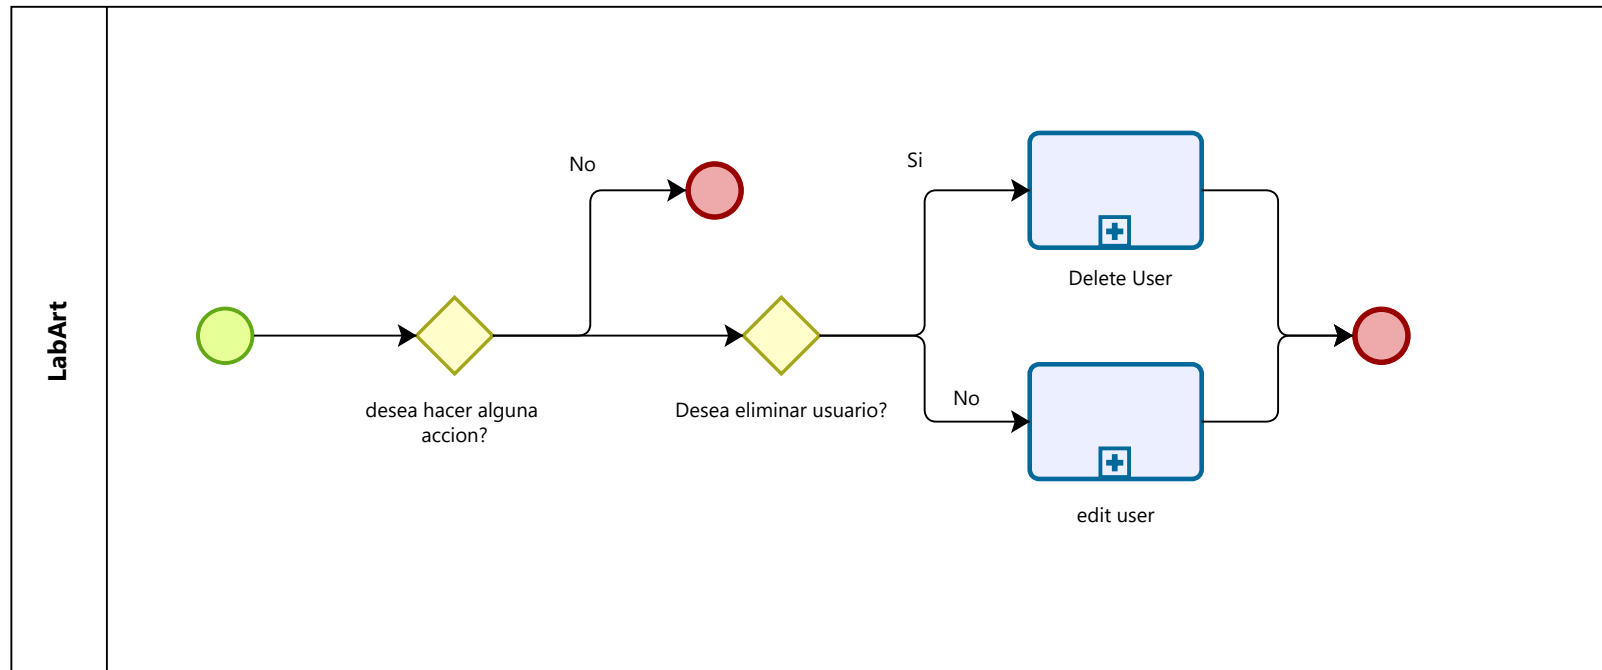 LabArt
No
Si
Delete User
desea hacer alguna
accion?
Desea eliminar usuario?
No
edit user